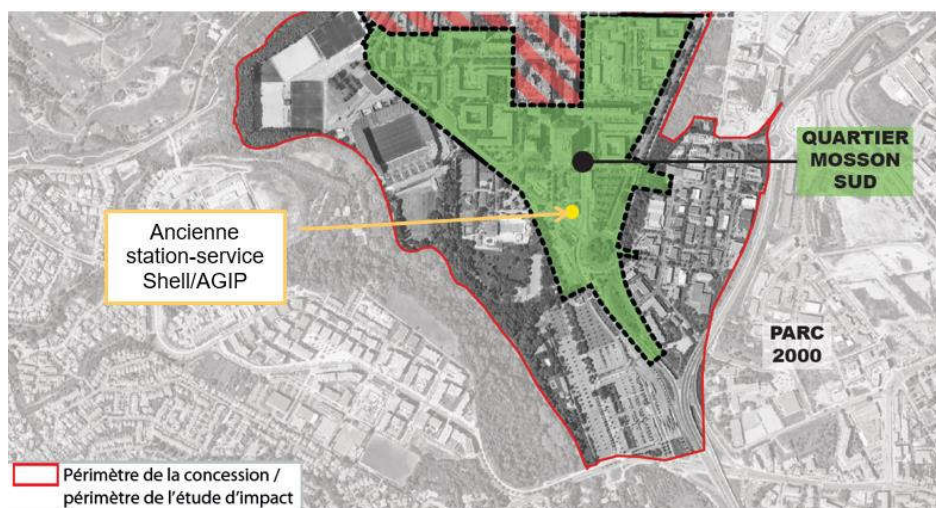 QUARTIER
MOSSON
SUD
Ancienne
station-service
Shell/AGIP
PARC
2000
Périmètre de la concession /
périmètre de l'étude d'impact